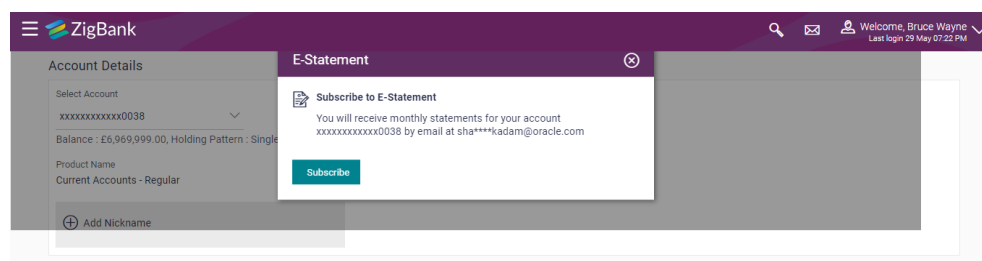 ZigBank
Welcome, Bruce Wayne
Last login 29 May 07:22 PM
Account Details
Select Account
xxxxxxxxxxxx0038
Balance : £6,969,999.00, Holding Pattern : Single
Product Name
Current Accounts - Regular
Add Nickname
E-Statement
Subscribe to E-Statement
You will receive monthly statements for your account
xxxxxxxxxxxx0038 by email at sha****kadam@oracle.com
Subscribe